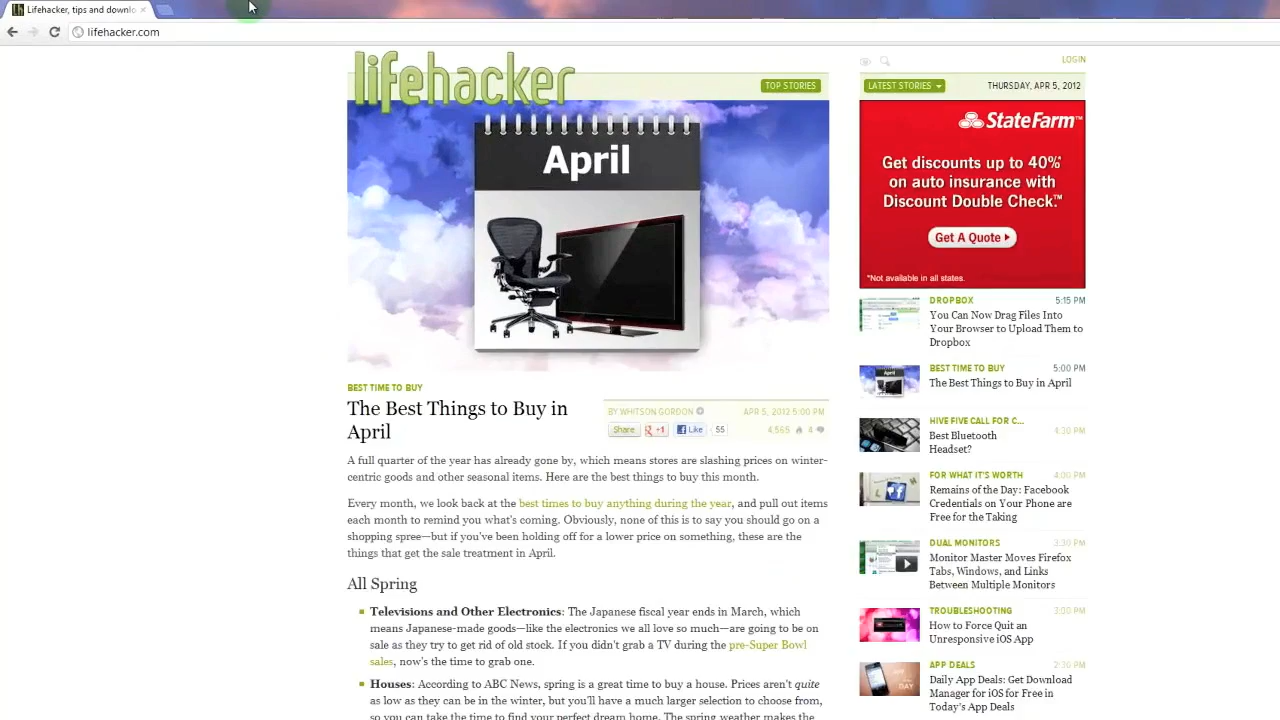 Lifehacker, tips and downlo
lifehacker.com
lifehacker
TOP STORIES
April
BEST TIME TO BUY
The Best Things to Buy in
April
BY WHITSON GORDON
APR 5, 2012 5:00 PM
Share
+1
Like
55
4,565
4
A full quarter of the year has already gone by, which means stores are slashing prices on winter-
centric goods and other seasonal items. Here are the best things to buy this month.
Every month, we look back at the best times to buy anything during the year, and pull out items
each month to remind you what's coming. Obviously, none of this is to say you should go on a
shopping spree—but if you've been holding off for a lower price on something, these are the
things that get the sale treatment in April.
All Spring
Televisions and Other Electronics: The Japanese fiscal year ends in March, which
means Japanese-made goods—like the electronics we all love so much—are going to be on
sale as they try to get rid of old stock. If you didn't grab a TV during the pre-Super Bowl
sales, now's the time to grab one.
Houses: According to ABC News, spring is a great time to buy a house. Prices aren't quite
as low as they can be in the winter, but you'll have a much larger selection to choose from,
so you can take the time to find your perfect dream home. The spring weather makes the
LOGIN
LATEST STORIES
THURSDAY, APR 5, 2012
StateFarm™
Get discounts up to 40%*
on auto insurance with
Discount Double Check.™
Get A Quote
*Not available in all states.
DROPBOX 5:15 PM
You Can Now Drag Files Into
Your Browser to Upload Them to
Dropbox
BEST TIME TO BUY 5:00 PM
The Best Things to Buy in April
HIVE FIVE CALL FOR C... 4:30 PM
Best Bluetooth
Headset?
FOR WHAT IT'S WORTH 4:00 PM
Remains of the Day: Facebook
Credentials on Your Phone are
Free for the Taking
DUAL MONITORS 3:30 PM
Monitor Master Moves Firefox
Tabs, Windows, and Links
Between Multiple Monitors
TROUBLESHOOTING 3:00 PM
How to Force Quit an
Unresponsive iOS App
APP DEALS 2:30 PM
Daily App Deals: Get Download
Manager for iOS for Free in
Today's App Deals